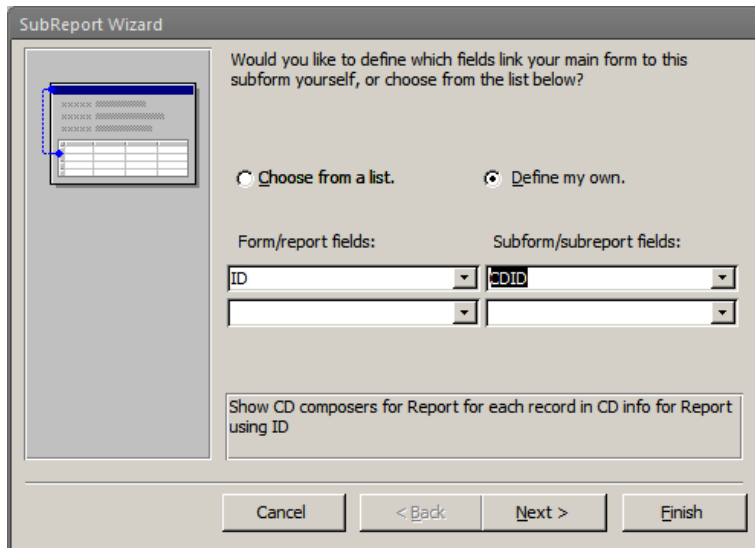 SubReport Wizard
Would you like to define which fields link your main form to this
subform yourself, or choose from the list below?
Choose from a list.
Define my own.
Form/report fields:
Subform/subreport fields:
ID
CDID
Show CD composers for Report for each record in CD info for Report
using ID
Cancel
< Back
Next >
Finish